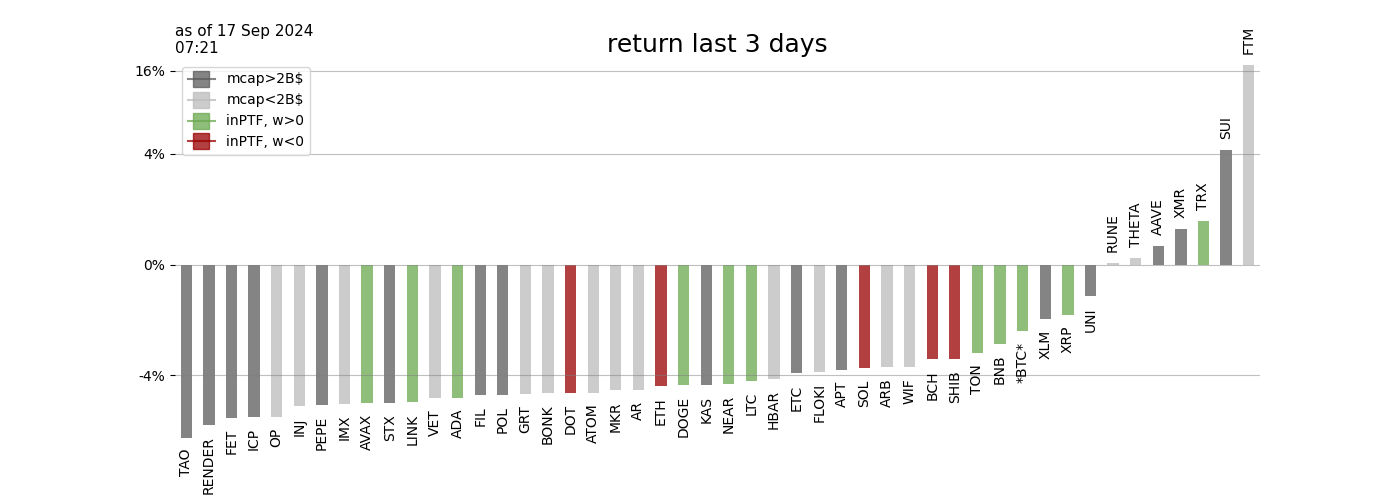 as of 17 Sep 2024
07:21
return last 3 days
16%
4%
0%
-4%
mcap>2B$
mcap<2B$
inPTF, w>0
inPTF, w<0
TAO
RENDER
FET
ICP
OP
INJ
PEPE
IMX
AVAX
STX
LINK
VET
ADA
FIL
POL
GRT
BONK
DOT
ATOM
MKR
AR
ETH
DOGE
KAS
NEAR
LTC
HBAR
ETC
FLOKI
APT
SOL
ARB
WIF
BCH
SHIB
TON
BNB
*BTC*
XLM
XRP
UNI
RUNE
THETA
AAVE
XMR
TRX
SUI
FTM